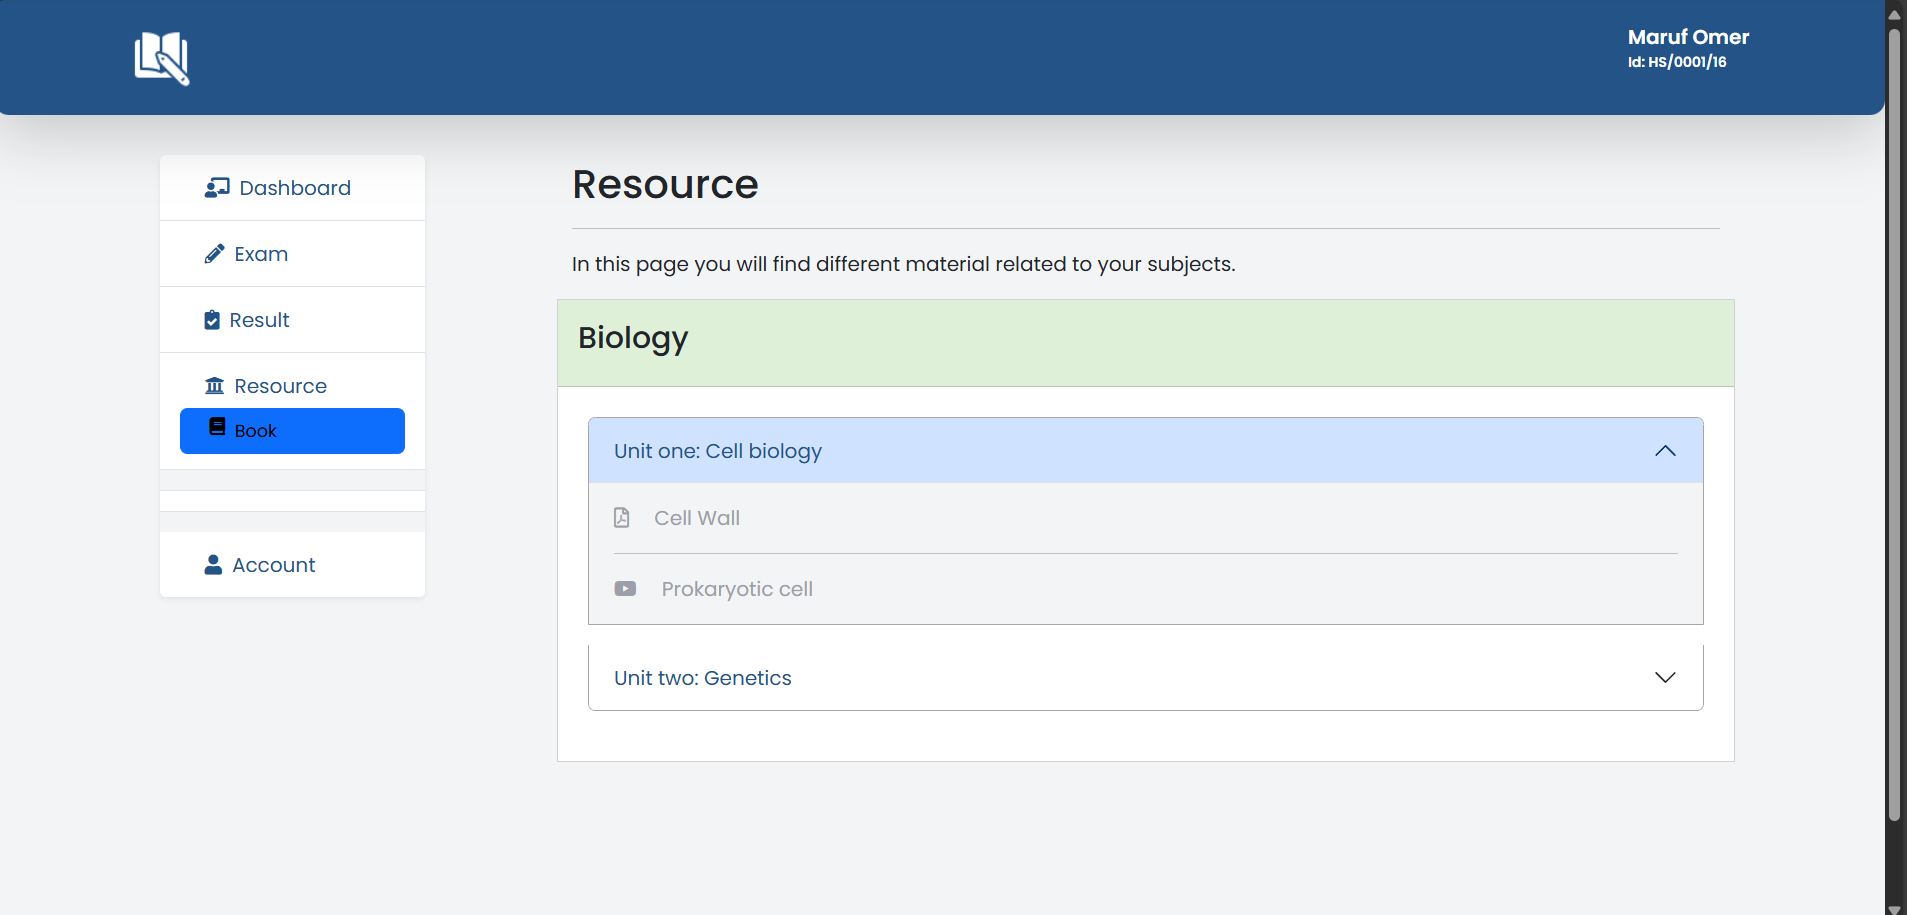 Maruf Omer
Id: HS/0001/16
Dashboard
Exam
Result
Resource
Book
Account
Resource
In this page you will find different material related to your subjects.
Biology
Unit one: Cell biology
Cell Wall
Prokaryotic cell
Unit two: Genetics